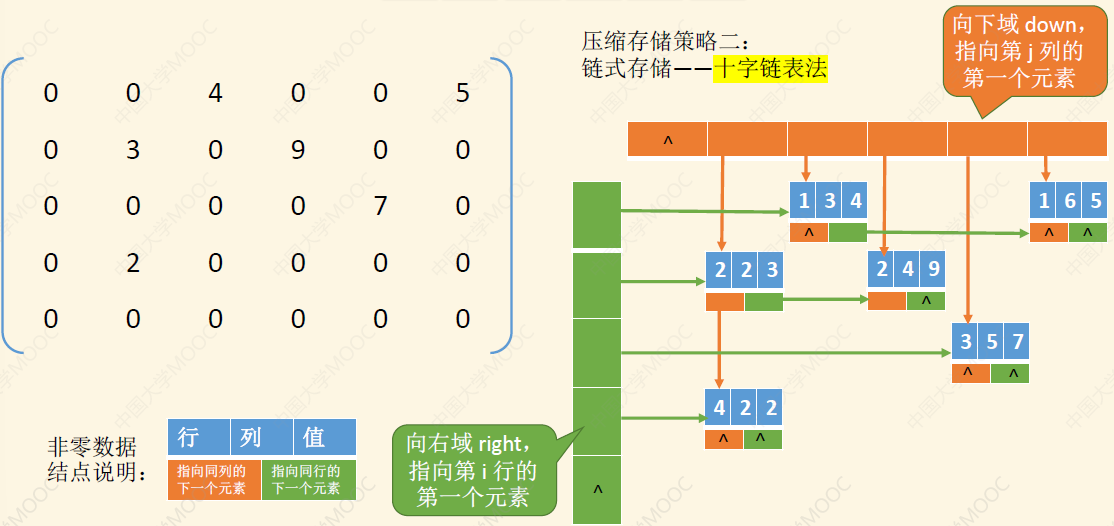 压缩存储策略二：
链式存储——十字链表法
向下域 down，
指向第 j 列的
第一个元素
0 0 4 0 0 5
0 3 0 9 0 0
0 0 0 0 7 0
0 2 0 0 0 0
0 0 0 0 0 0
^
1 3 4
^
1 6 5
^ ^
2 2 3
2 4 9
^
3 5 7
^ ^
4 2 2
^ ^
^
向右域 right，
指向第 i 行的
第一个元素
非零数据
结点说明：
行 列 值
指向同列的
下一个元素
指向同行的
下一个元素
中国大学MOOC